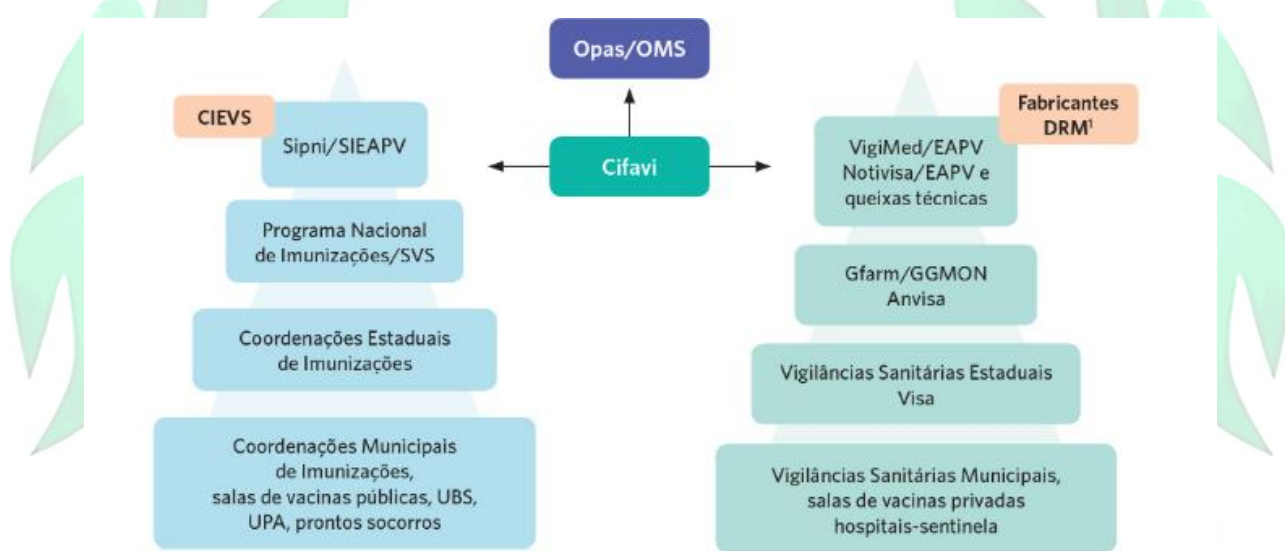 Opas/OMS
CIEVS
Sipni/SIEAPV
Cifavi
Fabricantes
DRM¹
VigiMed/EAPV
Notivisa/EAPV e
queixas técnicas
Programa Nacional
de Imunizações/SVS
Gfarm/GGMON
Anvisa
Coordenações Estaduais
de Imunizações
Vigilâncias Sanitárias Estaduais
Visa
Coordenações Municipais
de Imunizações,
salas de vacinas públicas, UBS,
UPA, prontos socorros
Vigilâncias Sanitárias Municipais,
salas de vacinas privadas
hospitais-sentinela